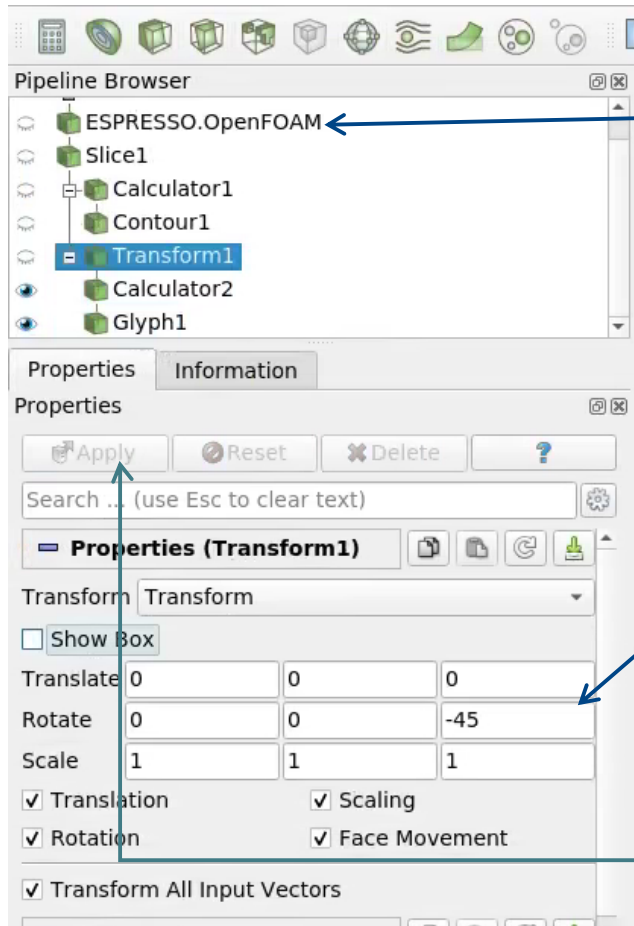 Pipeline Browser
ESPRESSO.OpenFOAM
Slice1
Calculator1
Contour1
Transform1
Calculator2
Glyph1
Properties Information
Properties
Apply Reset Delete ?
Search ... (use Esc to clear text)
Properties (Transform1)
Transform Transform
Show Box
Translate 0 0 0
Rotate 0 0 -45
Scale 1 1 1
Translation Scaling
Rotation Face Movement
Transform All Input Vectors